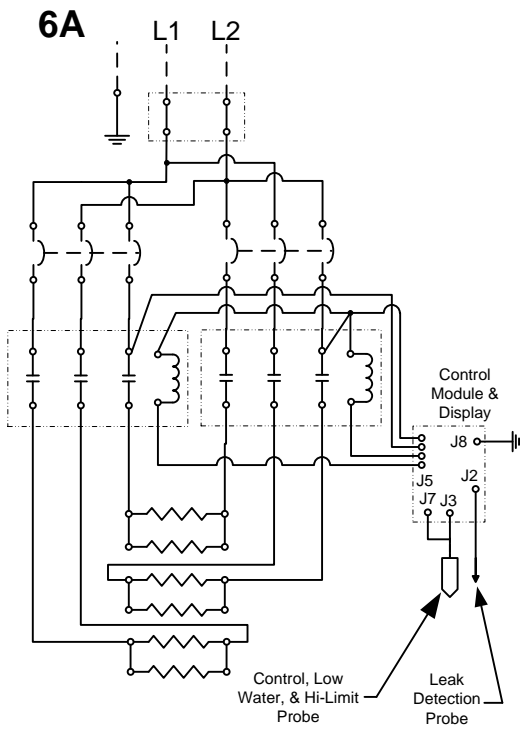 6A
L1 L2
Control
Module &
Display
J8
J5
J2
J7 J3
Control, Low
Water, & Hi-Limit
Probe
Leak
Detection
Probe